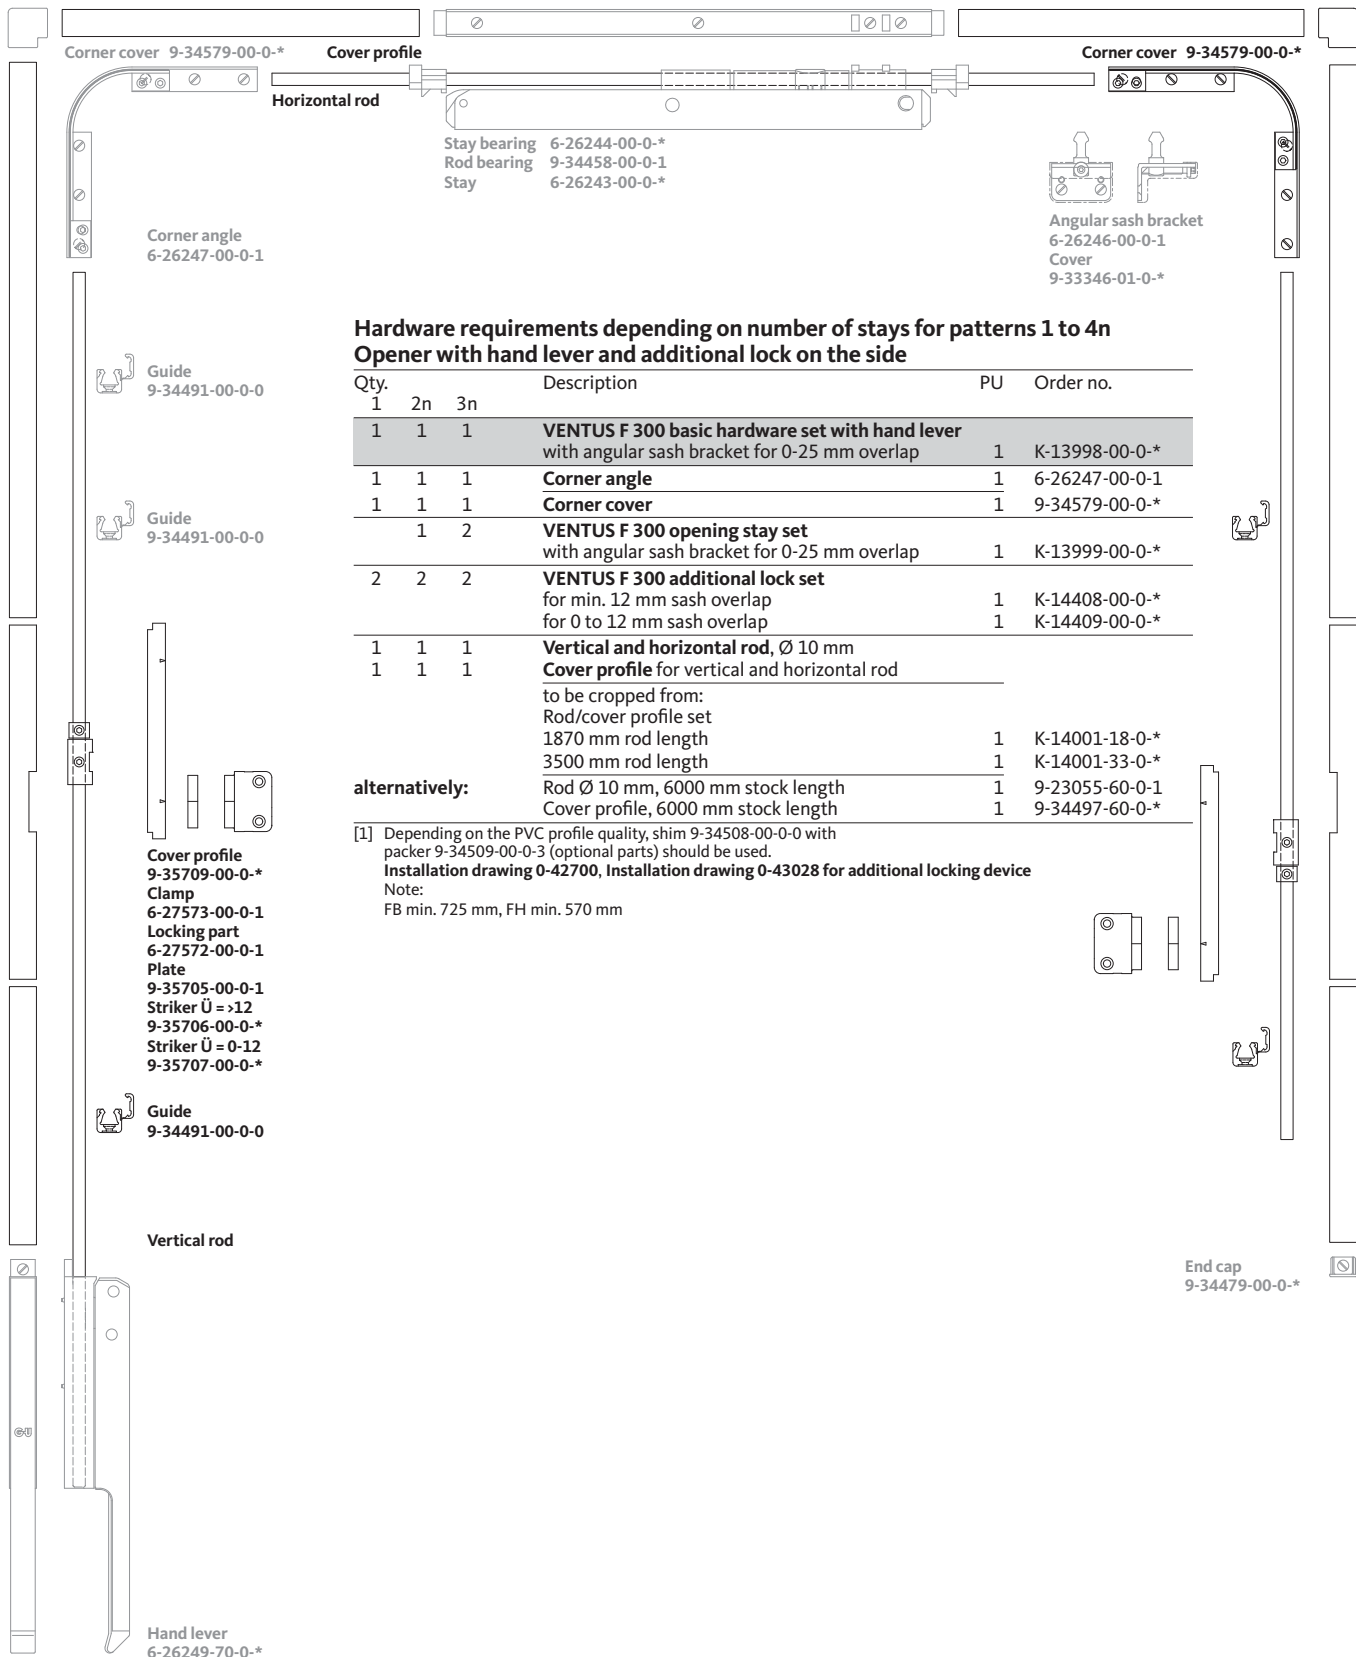 Corner cover 9-34579-00-0-*
Cover profile
Corner cover 9-34579-00-0-*
Horizontal rod
Stay bearing 6-26244-00-0-*
Rod bearing 9-34458-00-0-1
Stay 6-26243-00-0-*
Angular sash bracket
6-26246-00-0-1
Cover
9-33346-01-0-*
Corner angle
6-26247-00-0-1
Guide
9-34491-00-0-0
Guide
9-34491-00-0-0
Hardware requirements depending on number of stays for patterns 1 to 4n
Opener with hand lever and additional lock on the side
Qty. Description PU Order no.
1 2n 3n
1 1 1 VENTUS F 300 basic hardware set with hand lever
with angular sash bracket for 0-25 mm overlap 1 K-13998-00-0-*
1 1 1 Corner angle 1 6-26247-00-0-1
1 1 1 Corner cover 1 9-34579-00-0-*
1 2 VENTUS F 300 opening stay set
with angular sash bracket for 0-25 mm overlap 1 K-13999-00-0-*
2 2 2 VENTUS F 300 additional lock set
for min. 12 mm sash overlap 1 K-14408-00-0-*
for 0 to 12 mm sash overlap 1 K-14409-00-0-*
1 1 1 Vertical and horizontal rod, Ø 10 mm
1 1 1 Cover profile for vertical and horizontal rod
to be cropped from:
Rod/cover profile set
1870 mm rod length 1 K-14001-18-0-*
3500 mm rod length 1 K-14001-33-0-*
alternatively: Rod Ø 10 mm, 6000 mm stock length 1 9-23055-60-0-1
Cover profile, 6000 mm stock length 1 9-34497-60-0-*
[1] Depending on the PVC profile quality, shim 9-34508-00-0-0 with
packer 9-34509-00-0-3 (optional parts) should be used.
Installation drawing 0-42700, Installation drawing 0-43028 for additional locking device
Note:
FB min. 725 mm, FH min. 570 mm
Cover profile
9-35709-00-0-*
Clamp
6-27573-00-0-1
Locking part
6-27572-00-0-1
Plate
9-35705-00-0-1
Striker Ü = >12
9-35706-00-0-*
Striker Ü = 0-12
9-35707-00-0-*
Guide
9-34491-00-0-0
Vertical rod
End cap
9-34479-00-0-*
G-U
Hand lever
6-26249-70-0-*